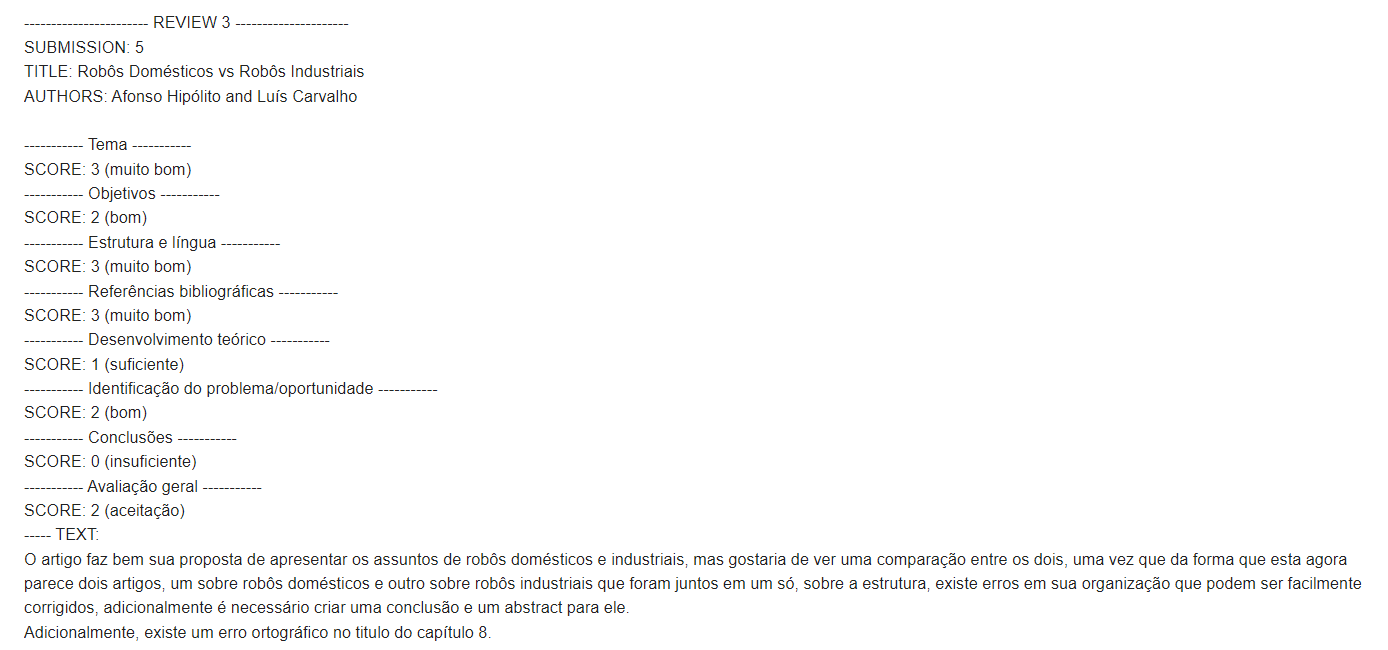 ----------------------- REVIEW 3 ---------------------
SUBMISSION: 5
TITLE: Robôs Domésticos vs Robôs Industriais
AUTHORS: Afonso Hipólito and Luís Carvalho
----------- Tema -----------
SCORE: 3 (muito bom)
----------- Objetivos -----------
SCORE: 2 (bom)
----------- Estrutura e língua -----------
SCORE: 3 (muito bom)
----------- Referências bibliográficas -----------
SCORE: 3 (muito bom)
----------- Desenvolvimento teórico -----------
SCORE: 1 (suficiente)
----------- Identificação do problema/oportunidade -----------
SCORE: 2 (bom)
----------- Conclusões -----------
SCORE: 0 (insuficiente)
----------- Avaliação geral -----------
SCORE: 2 (aceitação)
----- TEXT:
O artigo faz bem sua proposta de apresentar os assuntos de robôs domésticos e industriais, mas gostaria de ver uma comparação entre os dois, uma vez que da forma que esta agora
parece dois artigos, um sobre robôs domésticos e outro sobre robôs industriais que foram juntos em um só, sobre a estrutura, existe erros em sua organização que podem ser facilmente
corrigidos, adicionalmente é necessário criar uma conclusão e um abstract para ele.
Adicionalmente, existe um erro ortográfico no titulo do capítulo 8.